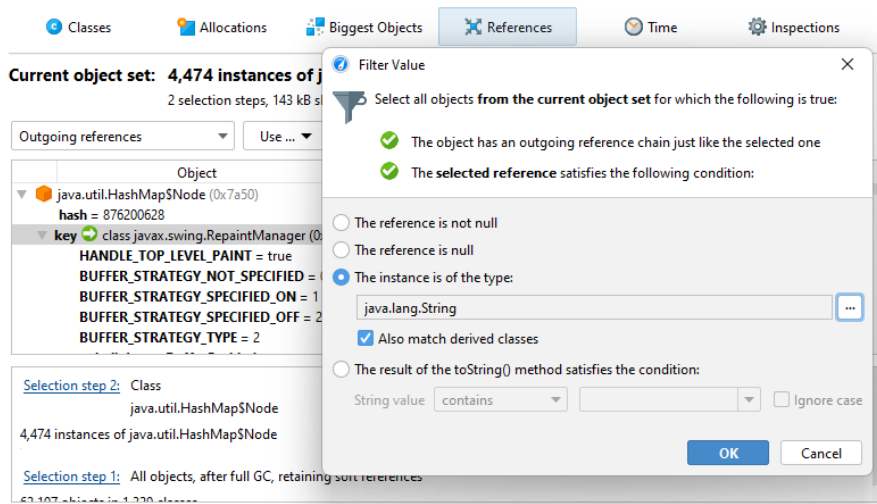 Classes
Allocations
Biggest Objects
References
Time
Inspections
Current object set: 4,474 instances of j
2 selection steps, 143 kB sh
Outgoing references
Use ...
Object
java.util.HashMap$Node (0x7a50)
hash = 876200628
key class javax.swing.RepaintManager (0x
HANDLE_TOP_LEVEL_PAINT = true
BUFFER_STRATEGY_NOT_SPECIFIED =
BUFFER_STRATEGY_SPECIFIED_ON = 1
BUFFER_STRATEGY_SPECIFIED_OFF = 2
BUFFER_STRATEGY_TYPE = 2
Selection step 2: Class
java.util.HashMap$Node
4,474 instances of java.util.HashMap$Node
Selection step 1: All objects, after full GC, retaining soft references
Filter Value
Select all objects from the current object set for which the following is true:
The object has an outgoing reference chain just like the selected one
The selected reference satisfies the following condition:
The reference is not null
The reference is null
The instance is of the type:
java.lang.String
...
Also match derived classes
The result of the toString() method satisfies the condition:
String value contains Ignore case
OK Cancel